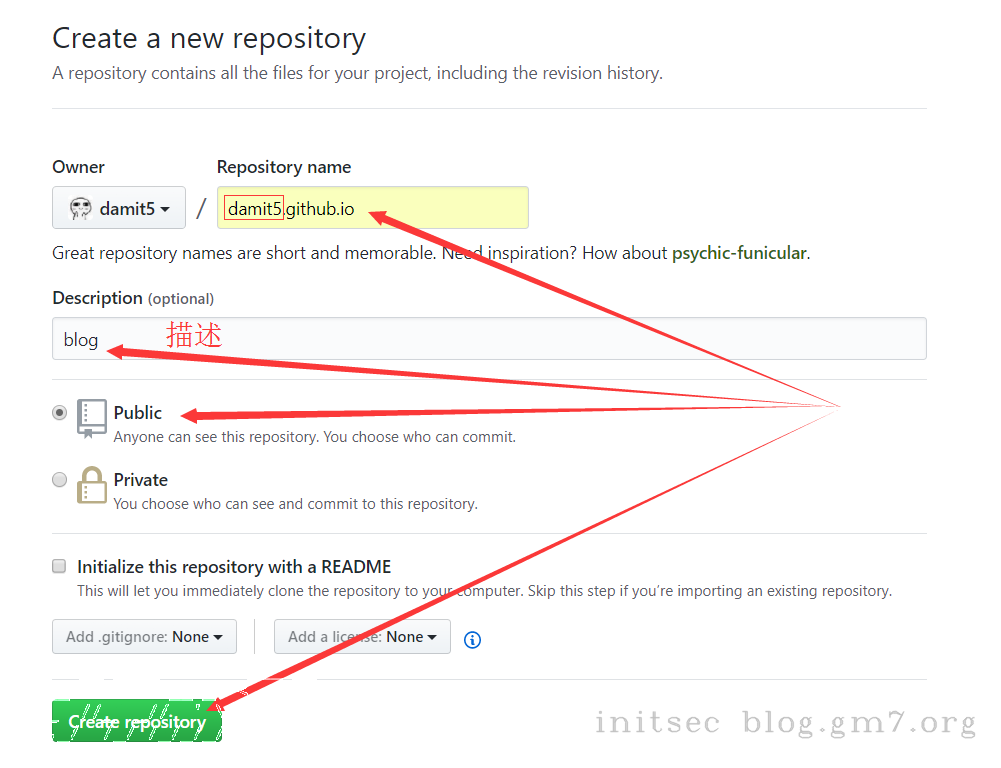 Create a new repository
A repository contains all the files for your project, including the revision history.
Owner
Repository name
damit5
/
damit5.github.io
Great repository names are short and memorable. Need inspiration? How about psychic-funicular.
Description (optional)
blog
描述
Public
Anyone can see this repository. You choose who can commit.
Private
You choose who can see and commit to this repository.
Initialize this repository with a README
This will let you immediately clone the repository to your computer. Skip this step if you’re importing an existing repository.
Add .gitignore: None
Add a license: None
Create repository
initsec blog.gm7.org